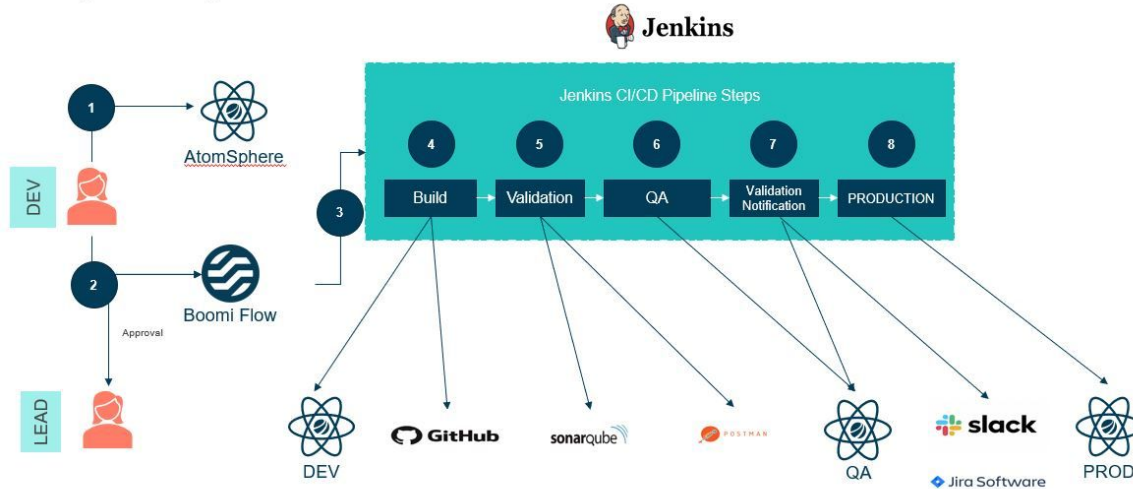 Jenkins
Jenkins CI/CD Pipeline Steps
1
4
5
6
7
8
AtomSphere
DEV
Build
Validation
QA
Validation
Notification
PRODUCTION
3
2
Boomi Flow
Approval
LEAD
DEV
GitHub
sonarqube
POSTMAN
QA
slack
Jira Software
PROD